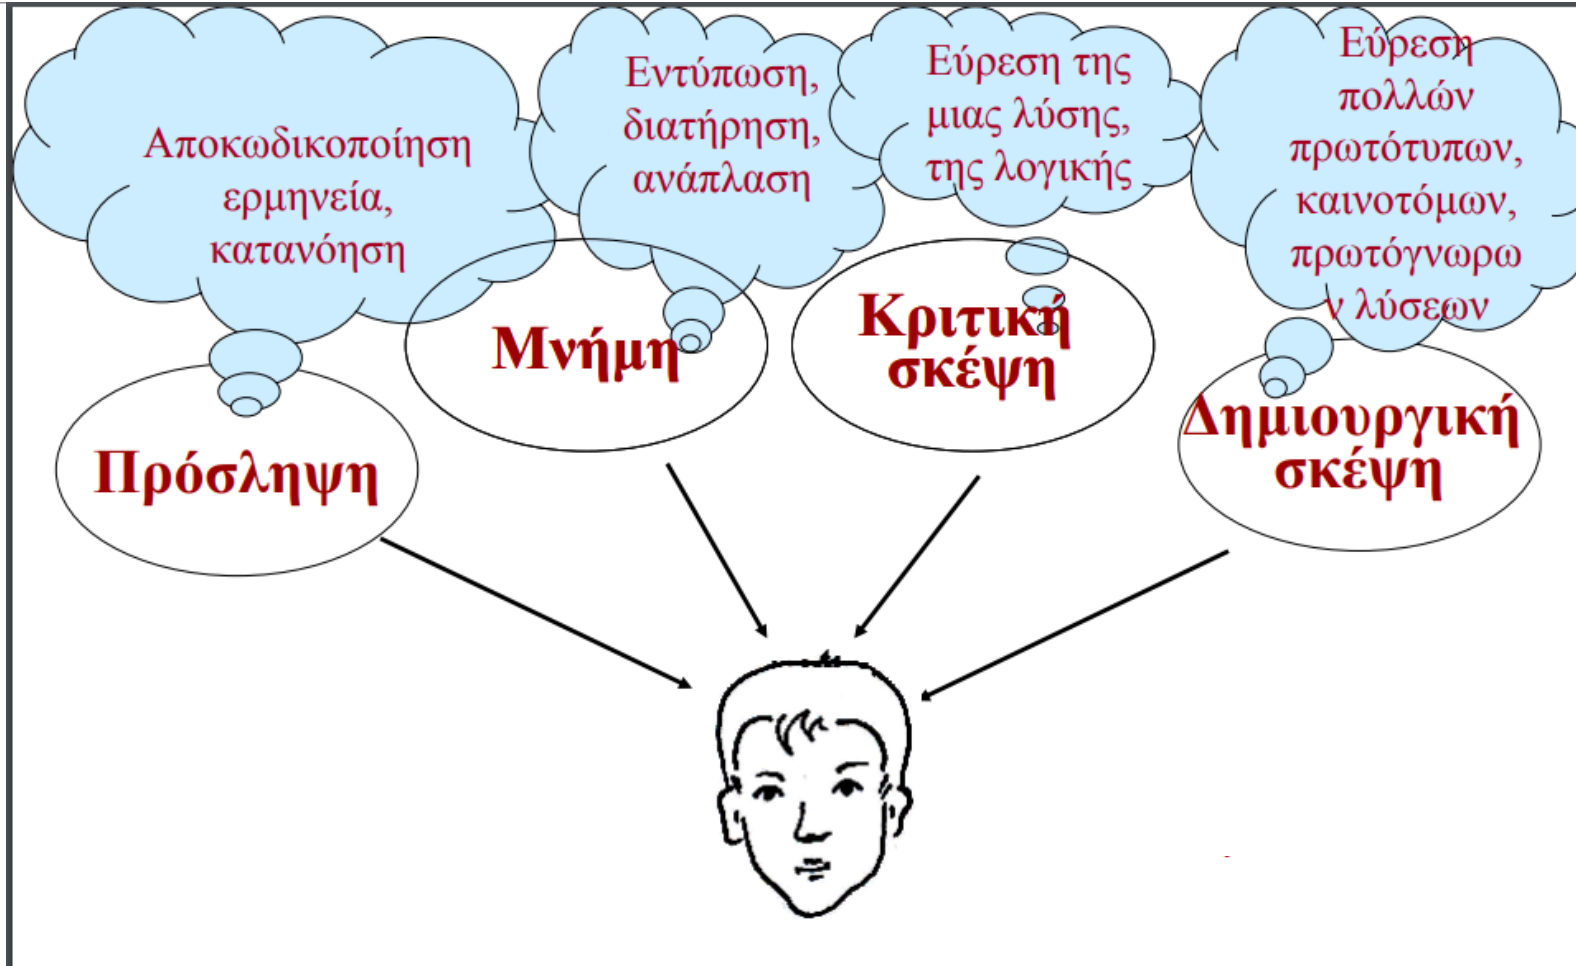 Αποκωδικοποίηση
ερμηνεία,
κατανόηση
Εντύπωση,
διατήρηση,
ανάπλαση
Εύρεση της
μιας λύσης,
της λογικής
Εύρεση
πολλών
πρωτότυπων,
καινοτόμων,
πρωτόγνωρω
ν λύσεων
Πρόσληψη
Μνήμη
Κριτική
σκέψη
Δημιουργική
σκέψη